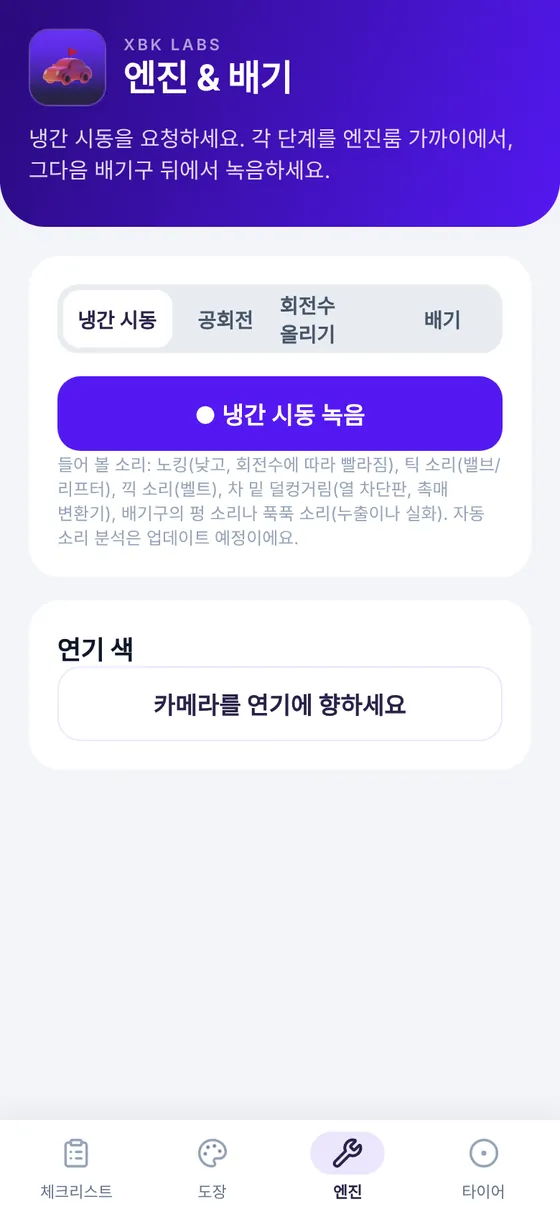 XBK LABS
엔진 & 배기
냉간 시동을 요청하세요. 각 단계를 엔진룸 가까이에서,
그다음 배기구 뒤에서 녹음하세요.
냉간 시동
공회전
회전수
올리기
배기
냉간 시동 녹음
들어 볼 소리: 노킹(낮고, 회전수에 따라 빨라짐), 틱 소리(밸브/
리프터), 끽 소리(벨트), 차 밑 덜컹거림(열 차단판, 촉매
변환기), 배기구의 펑 소리나 푹푹 소리(누출이나 실화). 자동
소리 분석은 업데이트 예정이에요.
연기 색
카메라를 연기에 향하세요
체크리스트
도장
엔진
타이어